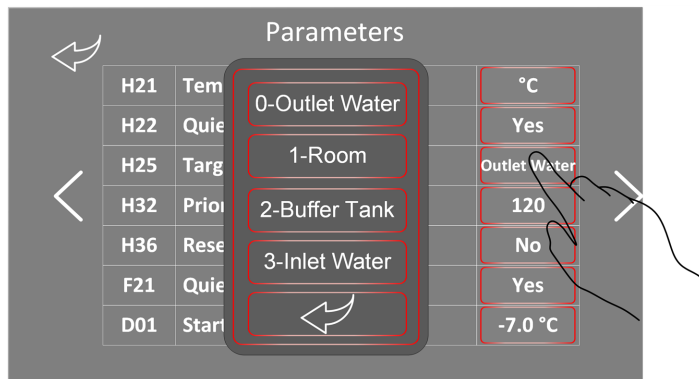 Parameters
H21 Tem °C
H22 Quie Yes
H25 Targ Outlet Water
H32 Prior 120
H36 Rese No
F21 Quie Yes
D01 Start -7.0 °C
0-Outlet Water
1-Room
2-Buffer Tank
3-Inlet Water